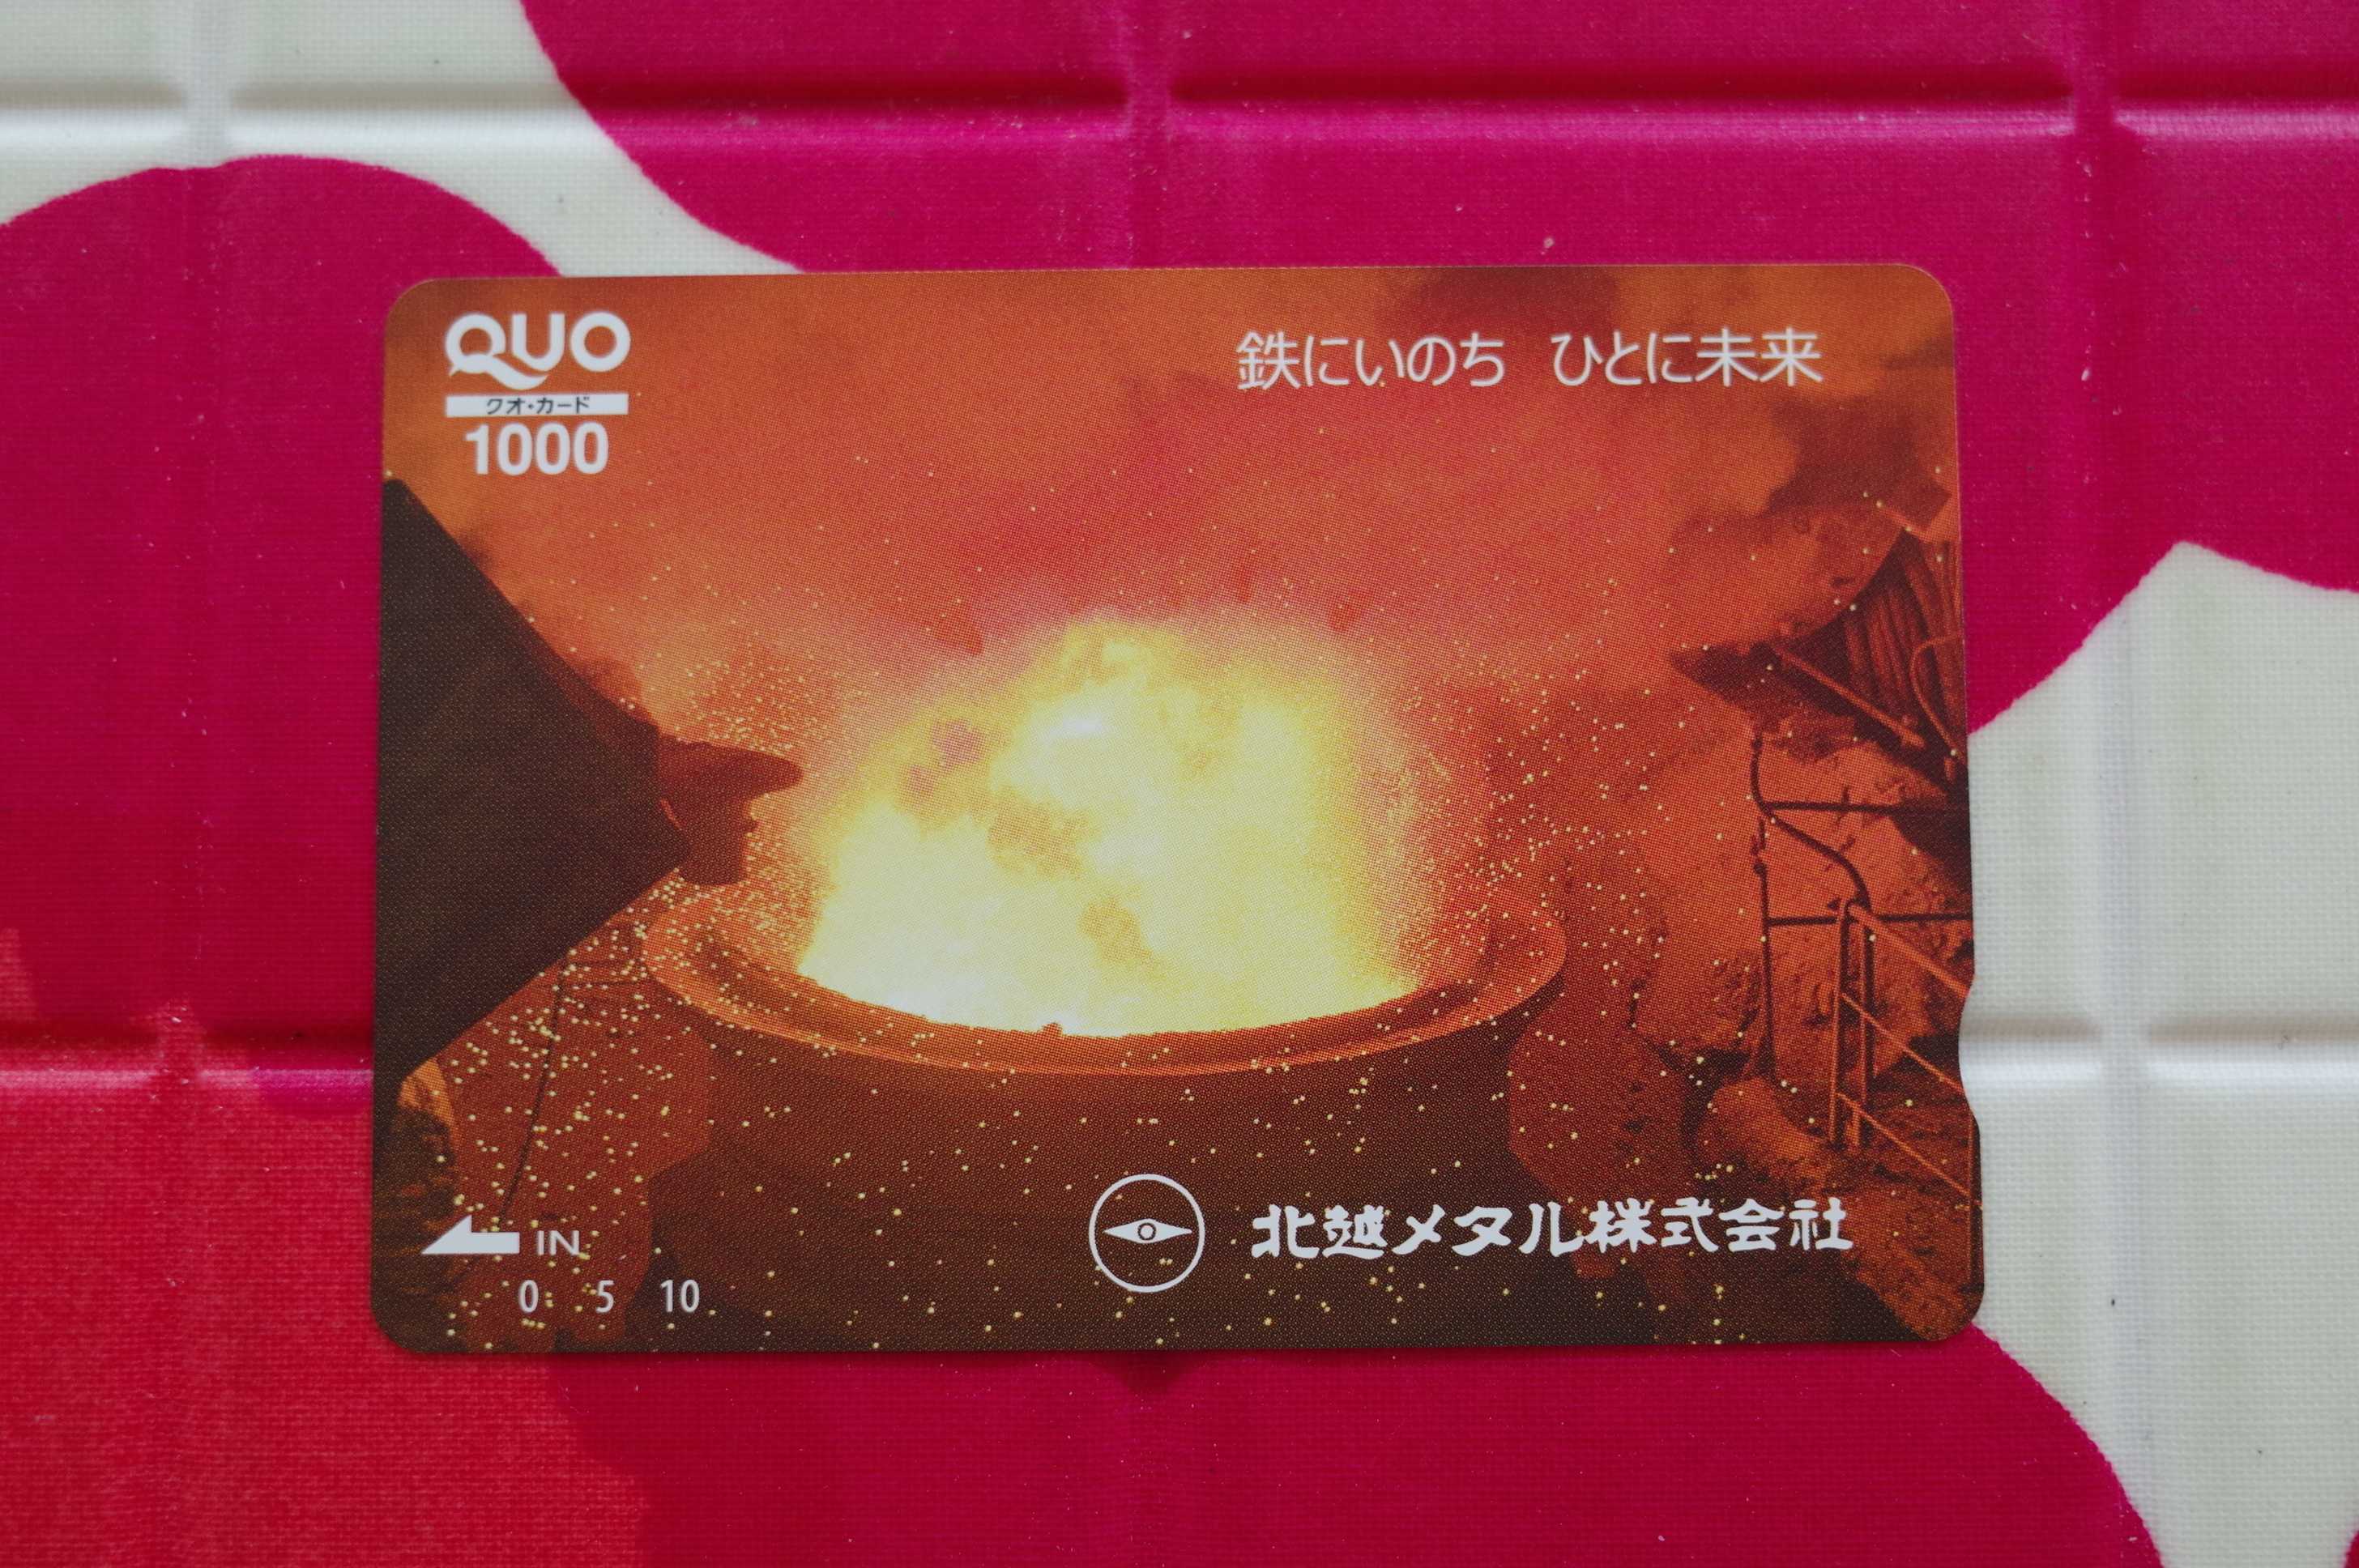 QUO
クオ・カード
1000
鉄にいのち ひとに未来
北越メタル株式会社
IN
0 5 10